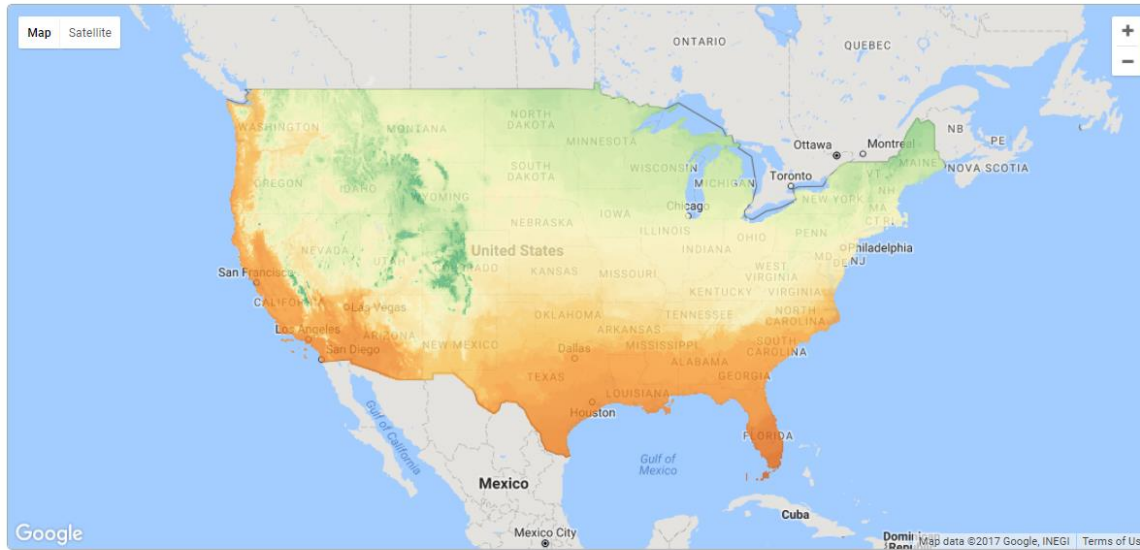 Map Satellite
+
−
ONTARIO
QUEBEC
WASHINGTON
MONTANA
NORTH
DAKOTA
MINNESOTA
Ottawa
Montreal
NB
PE
MAINE
NOVA SCOTIA
OREGON
IDAHO
WYOMING
SOUTH
DAKOTA
WISCONSIN
MICHIGAN
Toronto
VT
NH
NEW YORK
MA
CT RI
Chicago
IOWA
NEBRASKA
ILLINOIS
INDIANA
OHIO
PENN
Philadelphia
MD
DE NJ
NEVADA
UTAH
COLORADO
United States
KANSAS
MISSOURI
WEST
VIRGINIA
VIRGINIA
KENTUCKY
San Francisco
CALIFORNIA
Las Vegas
Los Angeles
San Diego
ARIZONA
NEW MEXICO
OKLAHOMA
ARKANSAS
TENNESSEE
NORTH
CAROLINA
SOUTH
CAROLINA
Dallas
MISSISSIPPI
ALABAMA
GEORGIA
TEXAS
LOUISIANA
Houston
FLORIDA
Gulf of California
Gulf of
Mexico
Mexico
Cuba
Mexico City
Google
Map data ©2017 Google, INEGI
Terms of Us